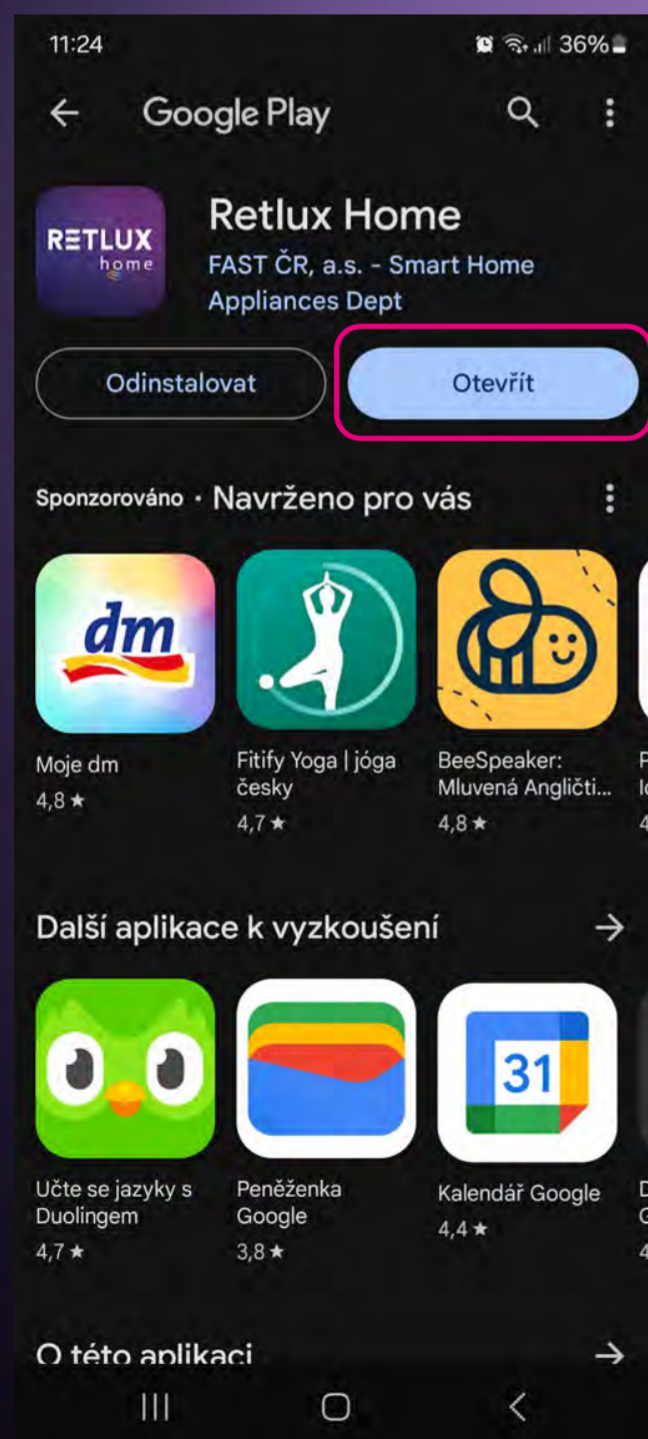 11:24
36%
Google Play
RETLUX
home
Retlux Home
FAST ČR, a.s. - Smart Home
Appliances Dept
Odinstalovat
Otevřít
Sponzorováno · Navrženo pro vás
dm
Moje dm
4,8 ★
Fitify Yoga | jóga
česky
4,7 ★
BeeSpeaker:
Mluvená Angličti...
4,8 ★
Další aplikace k vyzkoušení
31
Učte se jazyky s
Duolingem
4,7 ★
Peněženka
Google
3,8 ★
Kalendář Google
4,4 ★
O této aplikaci